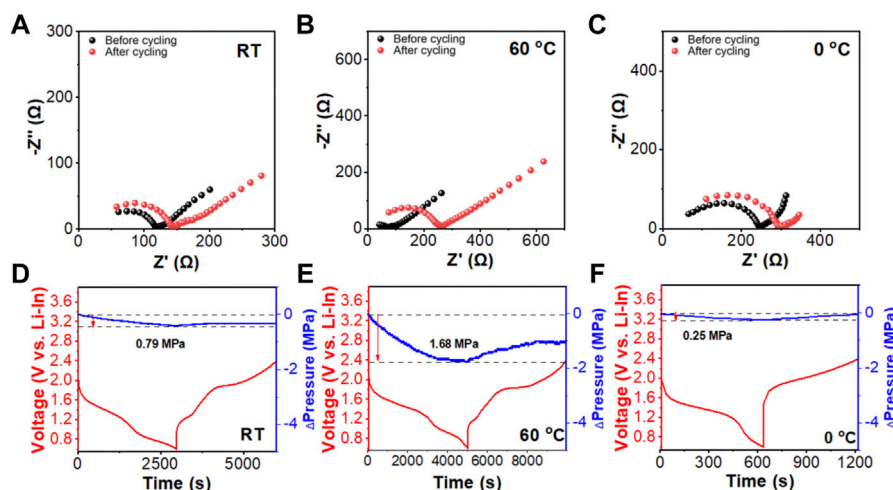 A
300
200
100
0
-Z'' (Ω)
Before cycling
After cycling
RT
0 100 200 300
Z' (Ω)
B
600
400
200
0
-Z'' (Ω)
Before cycling
After cycling
60 °C
0 200 400 600
Z' (Ω)
C
400
200
0
-Z'' (Ω)
Before cycling
After cycling
0 °C
0 200 400
Z' (Ω)
D
3.6
3.2
2.8
2.4
2.0
1.6
1.2
0.8
Voltage (V vs. Li-In)
0.79 MPa
RT
0
−2
−4
ΔPressure (MPa)
0 3000 6000
Time (s)
E
3.6
3.2
2.8
2.4
2.0
1.6
1.2
0.8
Voltage (V vs. Li-In)
1.68 MPa
60 °C
0
−2
−4
ΔPressure (MPa)
0 2000 4000 6000 8000
Time (s)
F
3.6
3.2
2.8
2.4
2.0
1.6
1.2
0.8
Voltage (V vs. Li-In)
0.25 MPa
0 °C
0
−2
−4
ΔPressure (MPa)
0 300 600 900 1200
Time (s)